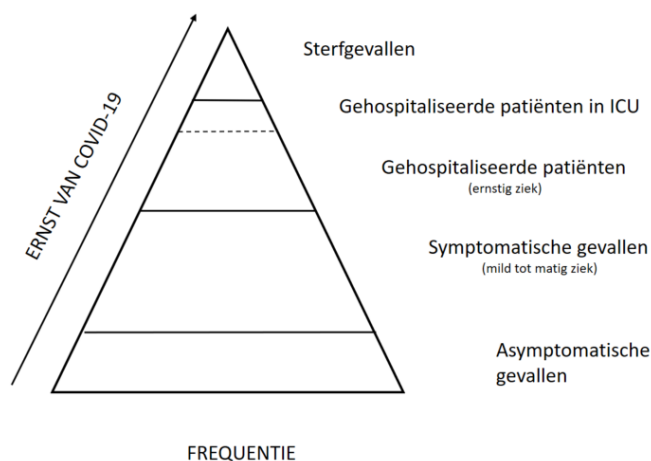 Sterfgevallen
Gehospitaliseerde patiënten in ICU
Gehospitaliseerde patiënten
(ernstig ziek)
ERNST VAN COVID-19
Symptomatische gevallen
(mild tot matig ziek)
Asymptomatische
gevallen
FREQUENTIE